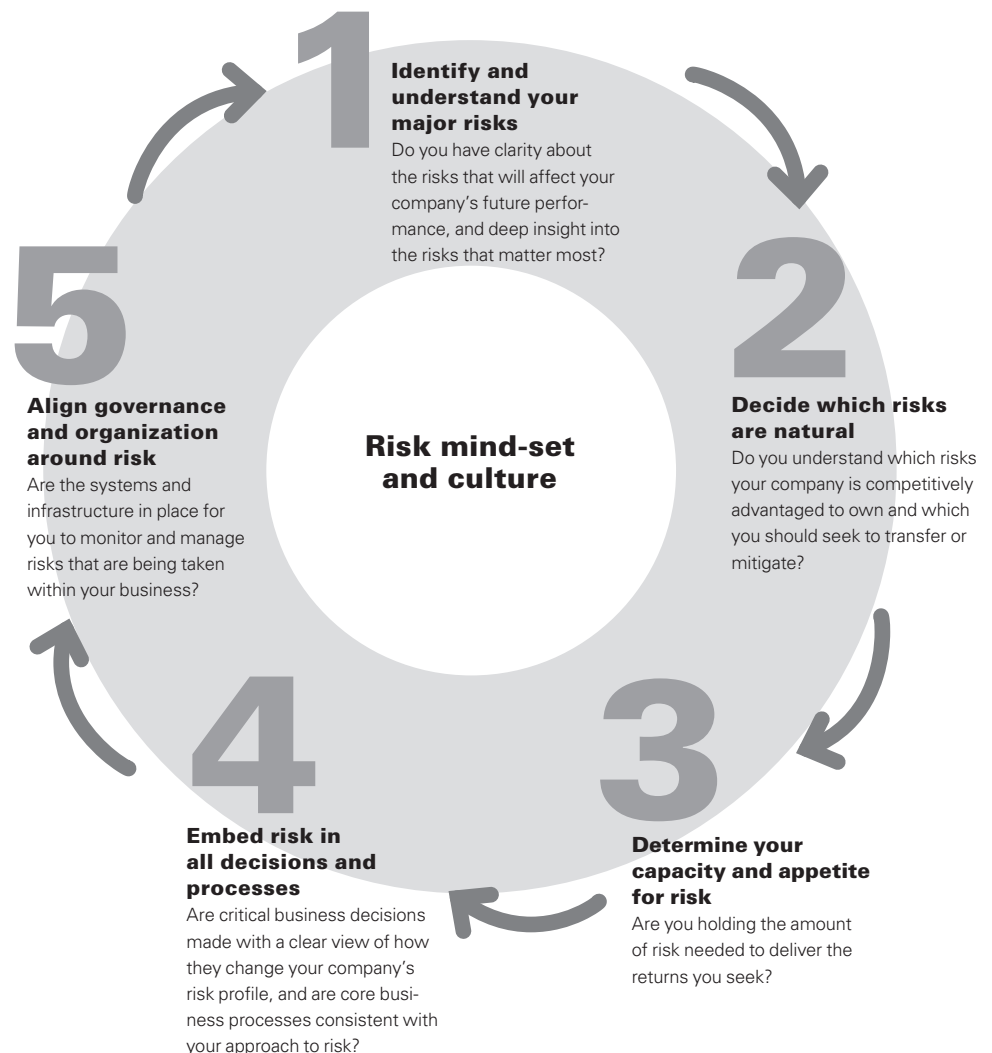 1
Identify and
understand your
major risks
Do you have clarity about
the risks that will affect your
company's future perfor-
mance, and deep insight into
the risks that matter most?
2
Decide which risks
are natural
Do you understand which risks
your company is competitively
advantaged to own and which
you should seek to transfer or
mitigate?
3
Determine your
capacity and appetite
for risk
Are you holding the amount
of risk needed to deliver the
returns you seek?
4
Embed risk in
all decisions and
processes
Are critical business decisions
made with a clear view of how
they change your company's
risk profile, and are core busi-
ness processes consistent with
your approach to risk?
5
Align governance
and organization
around risk
Are the systems and
infrastructure in place for
you to monitor and manage
risks that are being taken
within your business?
Risk mind-set
and culture